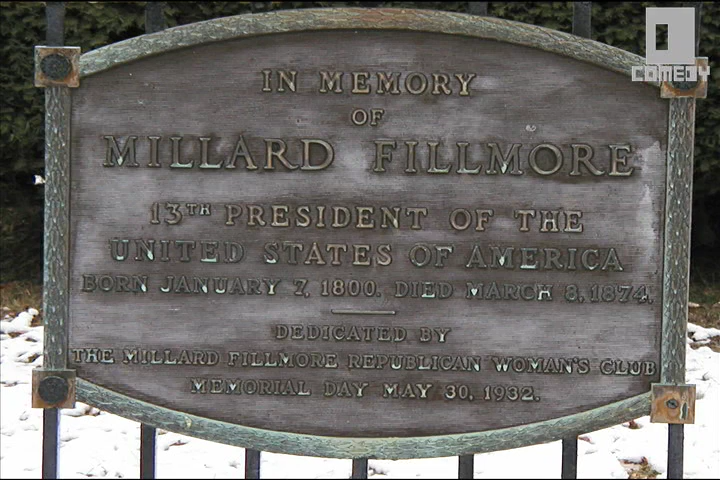 COMEDY
IN MEMORY
OF
MILLARD FILLMORE
13TH PRESIDENT OF THE
UNITED STATES OF AMERICA
BORN JANUARY 7, 1800. DIED MARCH 8, 1874.
DEDICATED BY
THE MILLARD FILLMORE REPUBLICAN WOMAN'S CLUB
MEMORIAL DAY MAY 30, 1932.